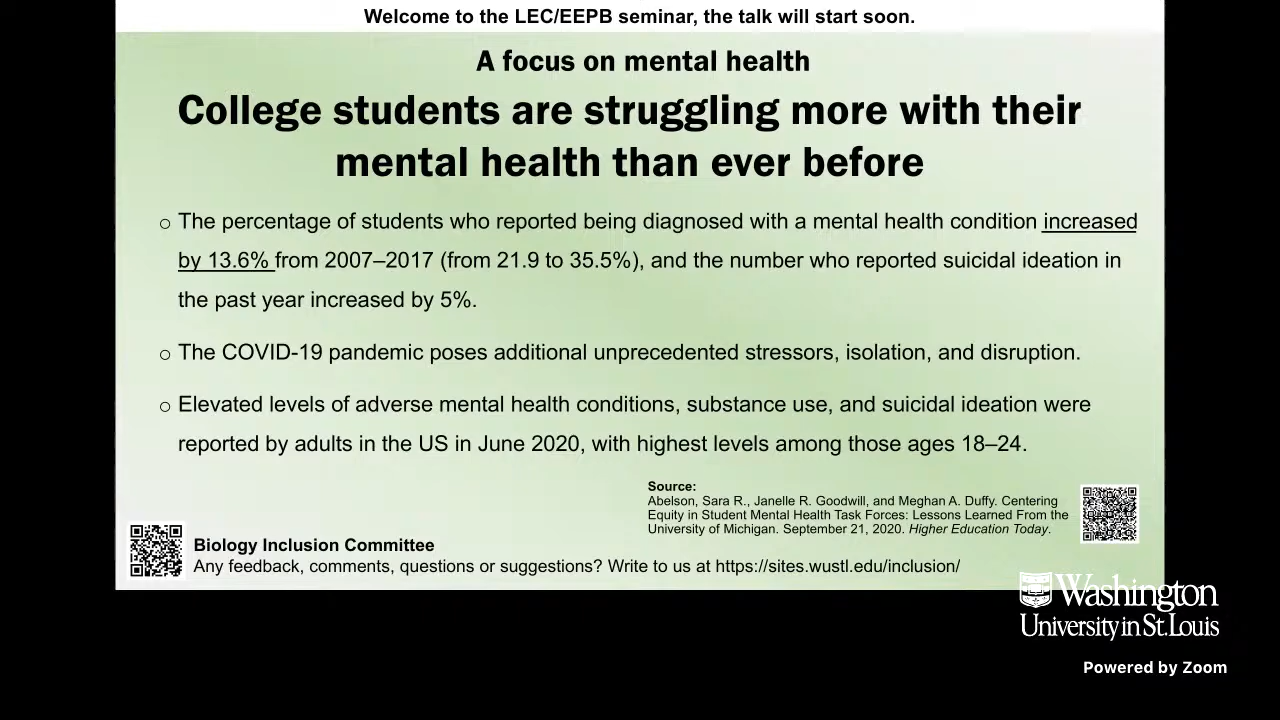 Welcome to the LEC/EEPB seminar, the talk will start soon.
A focus on mental health
College students are struggling more with their
mental health than ever before
o The percentage of students who reported being diagnosed with a mental health condition increased
by 13.6% from 2007–2017 (from 21.9 to 35.5%), and the number who reported suicidal ideation in
the past year increased by 5%.
o The COVID-19 pandemic poses additional unprecedented stressors, isolation, and disruption.
o Elevated levels of adverse mental health conditions, substance use, and suicidal ideation were
reported by adults in the US in June 2020, with highest levels among those ages 18–24.
Source:
Abelson, Sara R., Janelle R. Goodwill, and Meghan A. Duffy. Centering
Equity in Student Mental Health Task Forces: Lessons Learned From the
University of Michigan. September 21, 2020. Higher Education Today.
Biology Inclusion Committee
Any feedback, comments, questions or suggestions? Write to us at https://sites.wustl.edu/inclusion/
Washington
University in St. Louis
Powered by Zoom